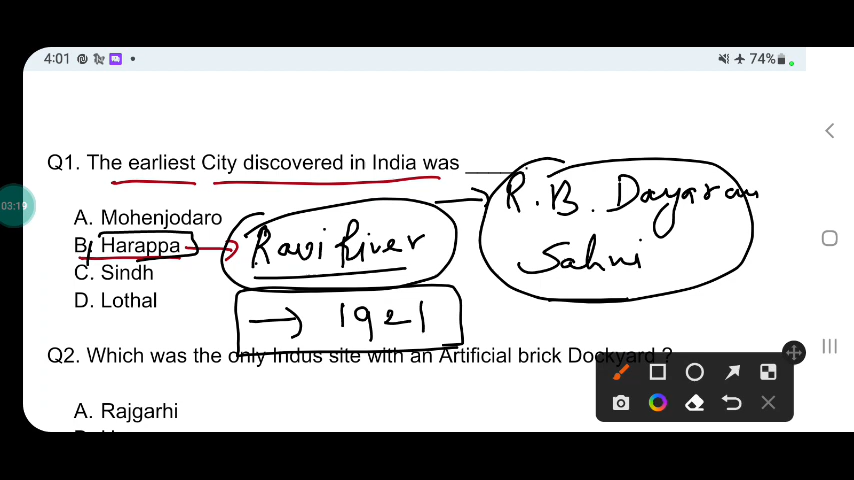 4:01 74%
Q1. The earliest City discovered in India was ______
R. B. Dayaram
Sahni
03:19
A. Mohenjodaro
B. Harappa
Ravi River
C. Sindh
D. Lothal
→ 1921
Q2. Which was the only Indus site with an Artificial brick Dockyard ?
A. Rajgarhi